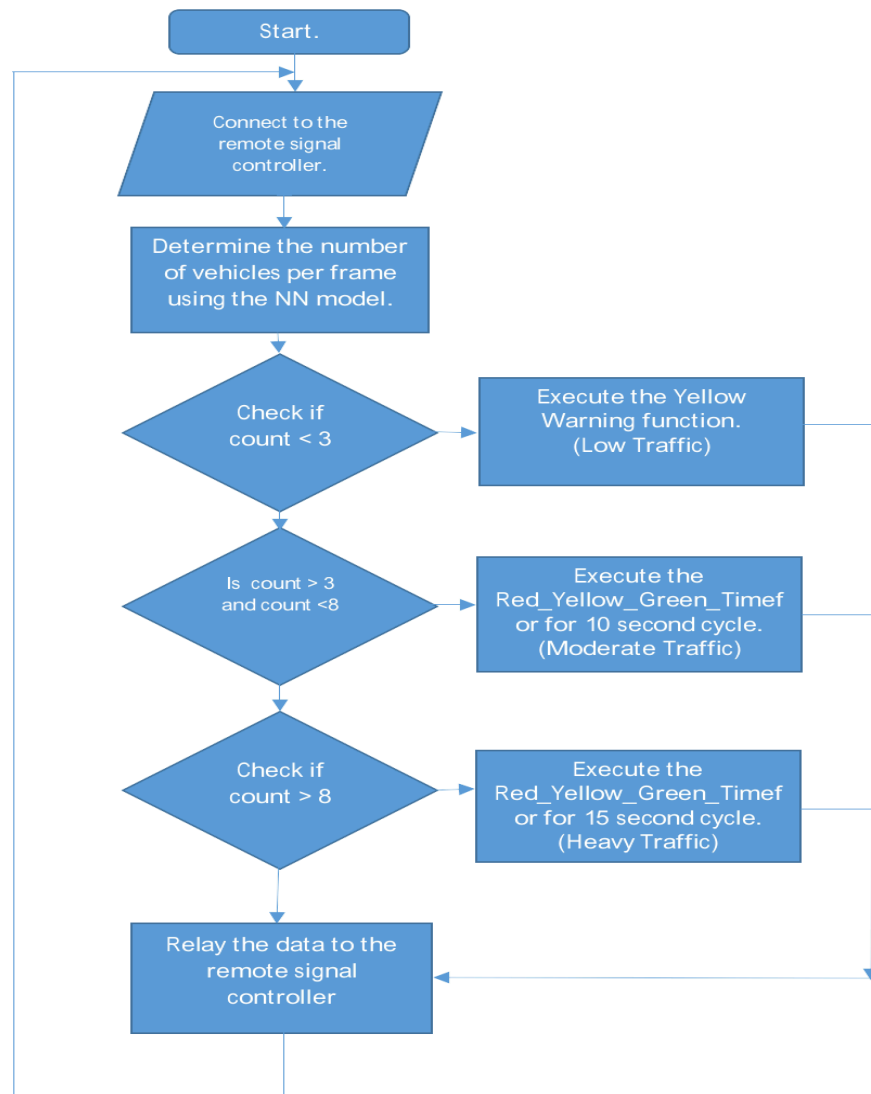 Start.
Connect to the
remote signal
controller.
Determine the number
of vehicles per frame
using the NN model.
Check if
count < 3
Execute the Yellow
Warning function.
(Low Traffic)
Is count > 3
and count <8
Execute the
Red_Yellow_Green_Timef
or for 10 second cycle.
(Moderate Traffic)
Check if
count > 8
Execute the
Red_Yellow_Green_Timef
or for 15 second cycle.
(Heavy Traffic)
Relay the data to the
remote signal
controller